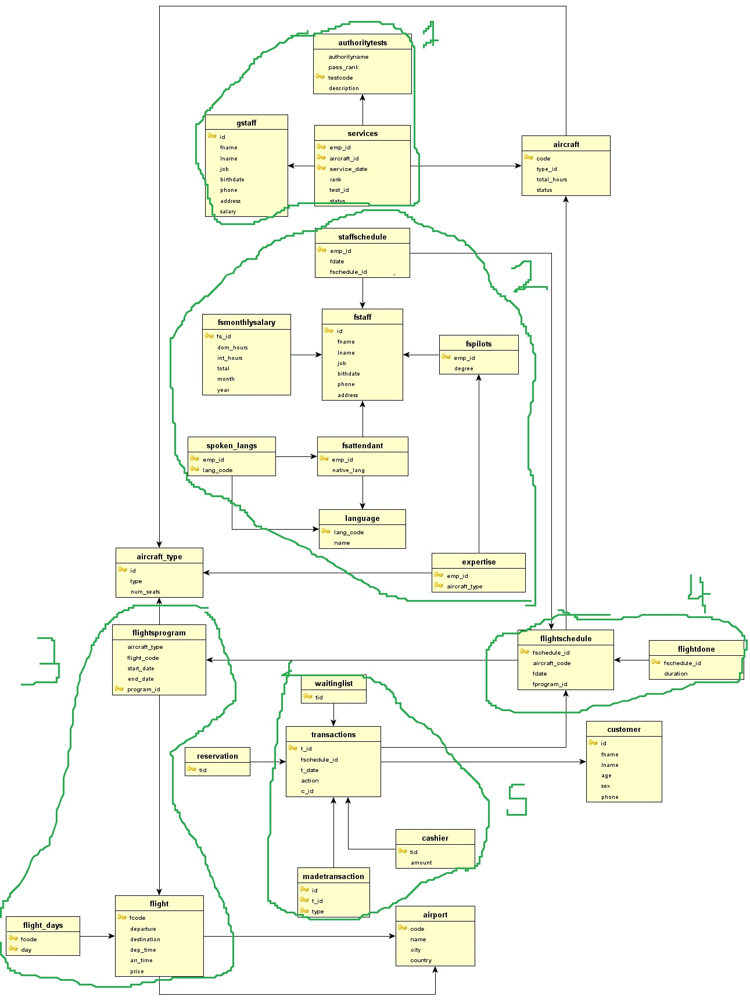 1
authoritytests
authorityname
pass_rank
testcode
description
gstaff
id
fname
lname
job
birthdate
phone
address
salary
services
emp_id
aircraft_id
service_date
rank
test_id
status
aircraft
code
type_id
total_hours
status
staffschedule
emp_id
fdate
fschedule_id
2
fsmonthlysalary
fs_id
dom_hours
int_hours
total
month
year
fstaff
id
fname
lname
job
bithdate
phone
address
fspilots
emp_id
degree
spoken_langs
emp_id
lang_code
fsattendant
emp_id
native_lang
language
lang_code
name
expertise
emp_id
aircraft_type
aircraft_type
id
type
num_seats
3
flightsprogram
aircraft_type
flight_code
start_date
end_date
program_id
4
flightschedule
fschedule_id
aircraft_code
fdate
fprogram_id
flightdone
fschedule_id
duration
waitinglist
tid
transactions
t_id
fschedule_id
t_date
action
c_id
reservation
tid
customer
id
fname
lname
age
sex
phone
5
cashier
tid
amount
madetransaction
id
t_id
type
flight
fcode
departure
destination
dep_time
arr_time
price
flight_days
fcode
day
airport
code
name
city
country